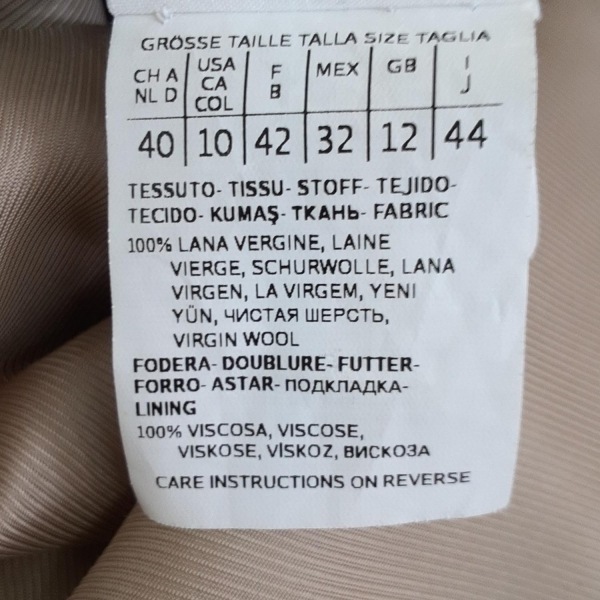 GRÖSSE TAILLE TALLA SIZE TAGLIA
CH A NL D | USA CA COL | F B | MEX | GB | I J
40 | 10 | 42 | 32 | 12 | 44
TESSUTO- TISSU- STOFF- TEJIDO-
TECIDO- KUMAŞ- ТКАНЬ- FABRIC
100% LANA VERGINE, LAINE
VIERGE, SCHURWOLLE, LANA
VIRGEN, LA VIRGEM, YENI
YÜN, ЧИСТАЯ ШЕРСТЬ,
VIRGIN WOOL
FODERA- DOUBLURE- FUTTER-
FORRO- ASTAR- ПОДКЛАДКА-
LINING
100% VISCOSA, VISCOSE,
VISKOSE, VİSKOZ, ВИСКОЗА
CARE INSTRUCTIONS ON REVERSE